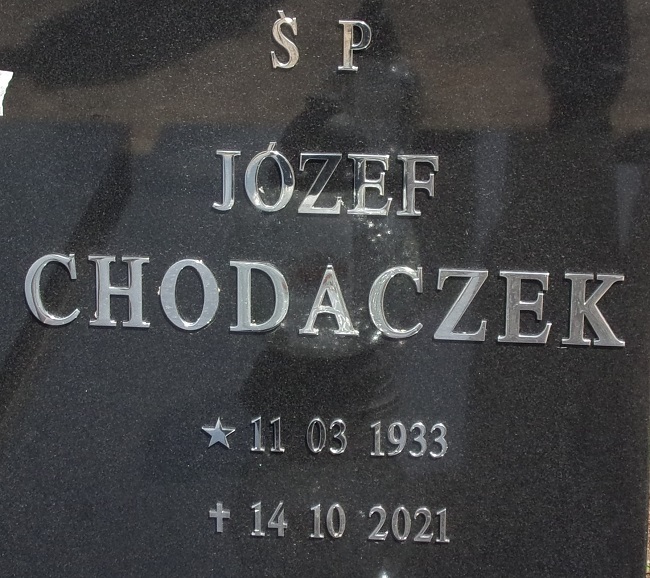 Ś P
JÓZEF
CHODACZEK
★ 11 03 1933
✝ 14 10 2021